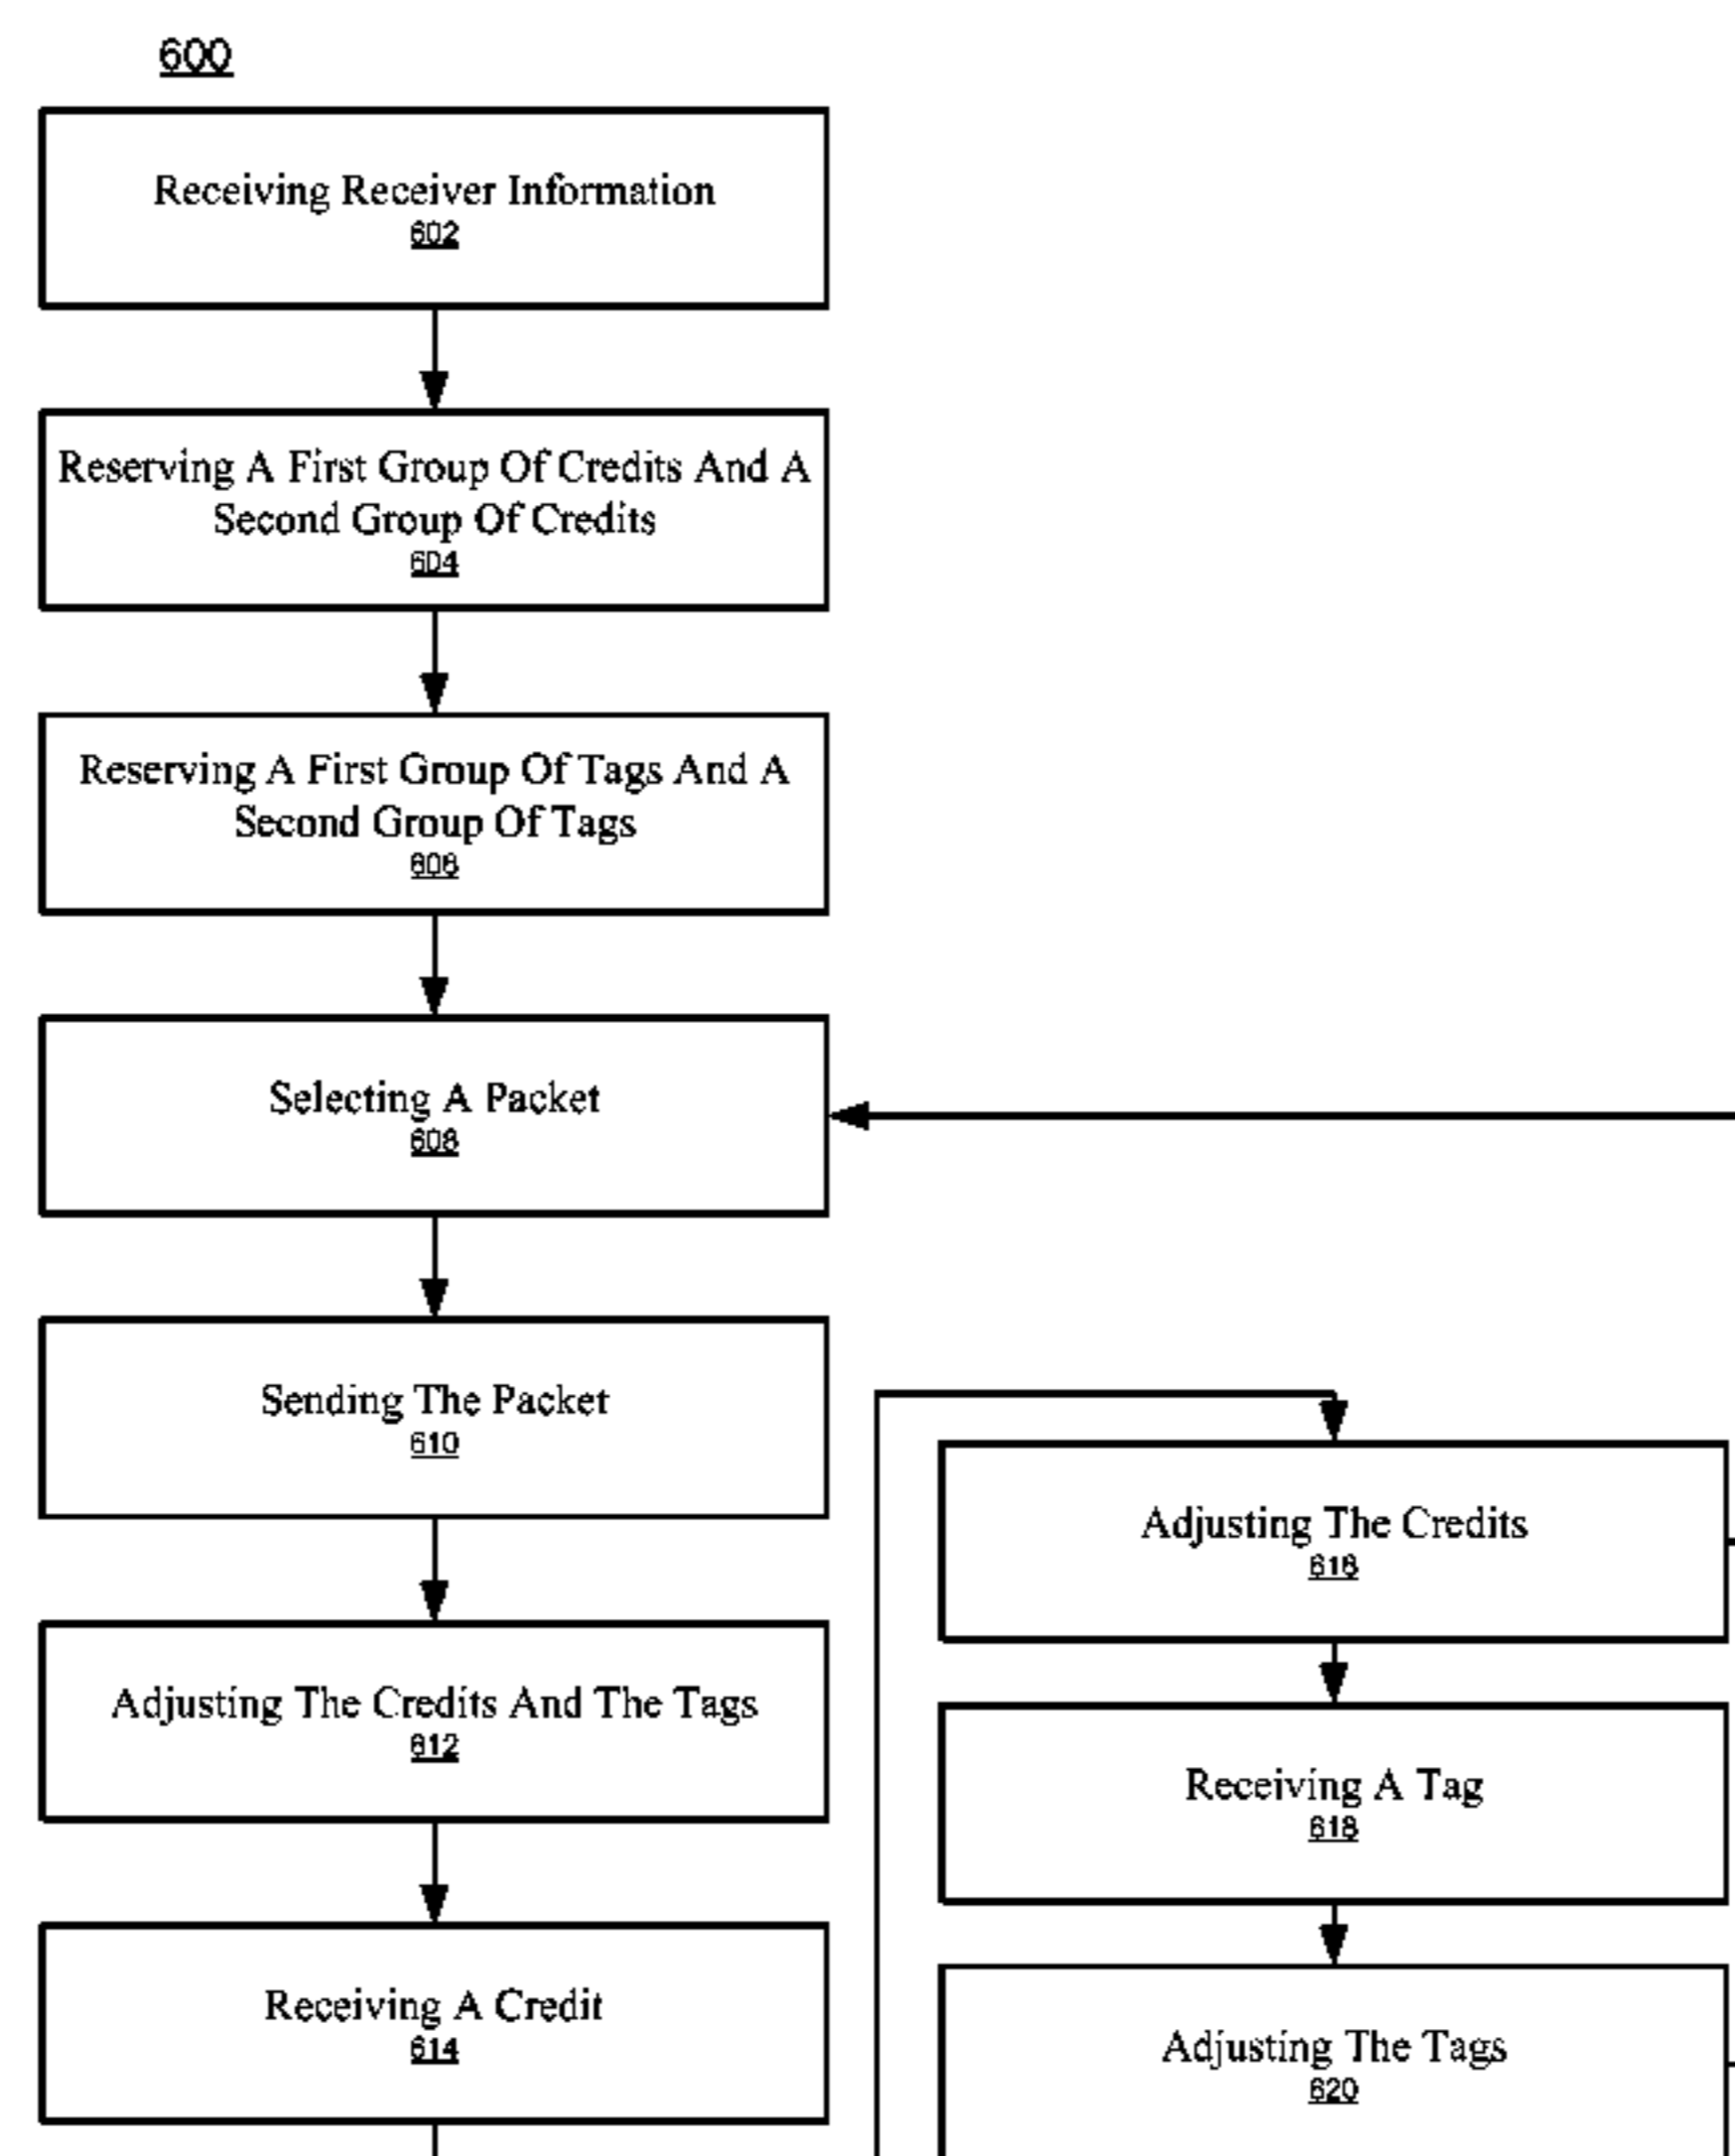 600
Receiving Receiver Information
602
Reserving A First Group Of Credits And A
Second Group Of Credits
604
Reserving A First Group Of Tags And A
Second Group Of Tags
606
Selecting A Packet
608
Sending The Packet
610
Adjusting The Credits And The Tags
612
Receiving A Credit
614
Adjusting The Credits
616
Receiving A Tag
618
Adjusting The Tags
620